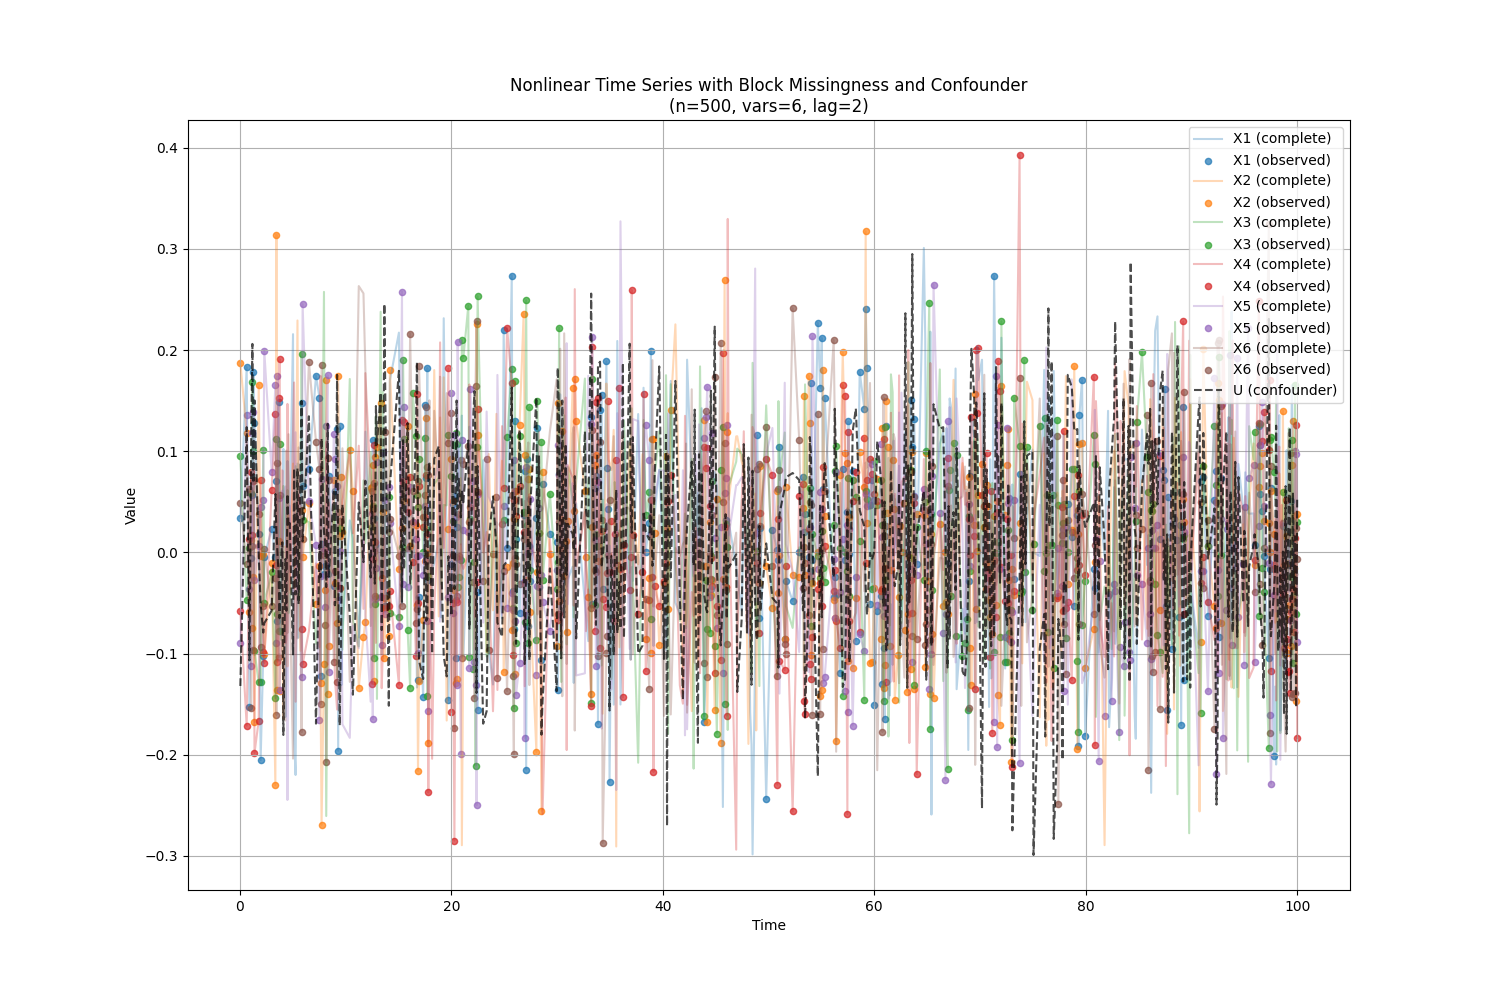 Nonlinear Time Series with Block Missingness and Confounder
(n=500, vars=6, lag=2)
Value
0.4
0.3
0.2
0.1
0.0
−0.1
−0.2
−0.3
X1 (complete)
X1 (observed)
X2 (complete)
X2 (observed)
X3 (complete)
X3 (observed)
X4 (complete)
X4 (observed)
X5 (complete)
X5 (observed)
X6 (complete)
X6 (observed)
U (confounder)
0 20 40 60 80 100
Time